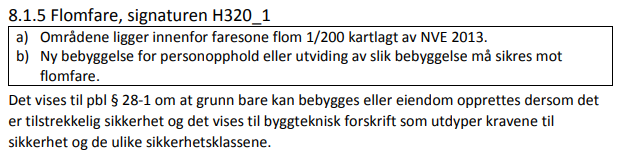 8.1.5 Flomfare, signaturen H320_1
a) Områdene ligger innenfor faresone flom 1/200 kartlagt av NVE 2013.
b) Ny bebyggelse for personopphold eller utviding av slik bebyggelse må sikres mot
flomfare.
Det vises til pbl § 28-1 om at grunn bare kan bebygges eller eiendom opprettes dersom det
er tilstrekkelig sikkerhet og det vises til byggteknisk forskrift som utdyper kravene til
sikkerhet og de ulike sikkerhetsklassene.